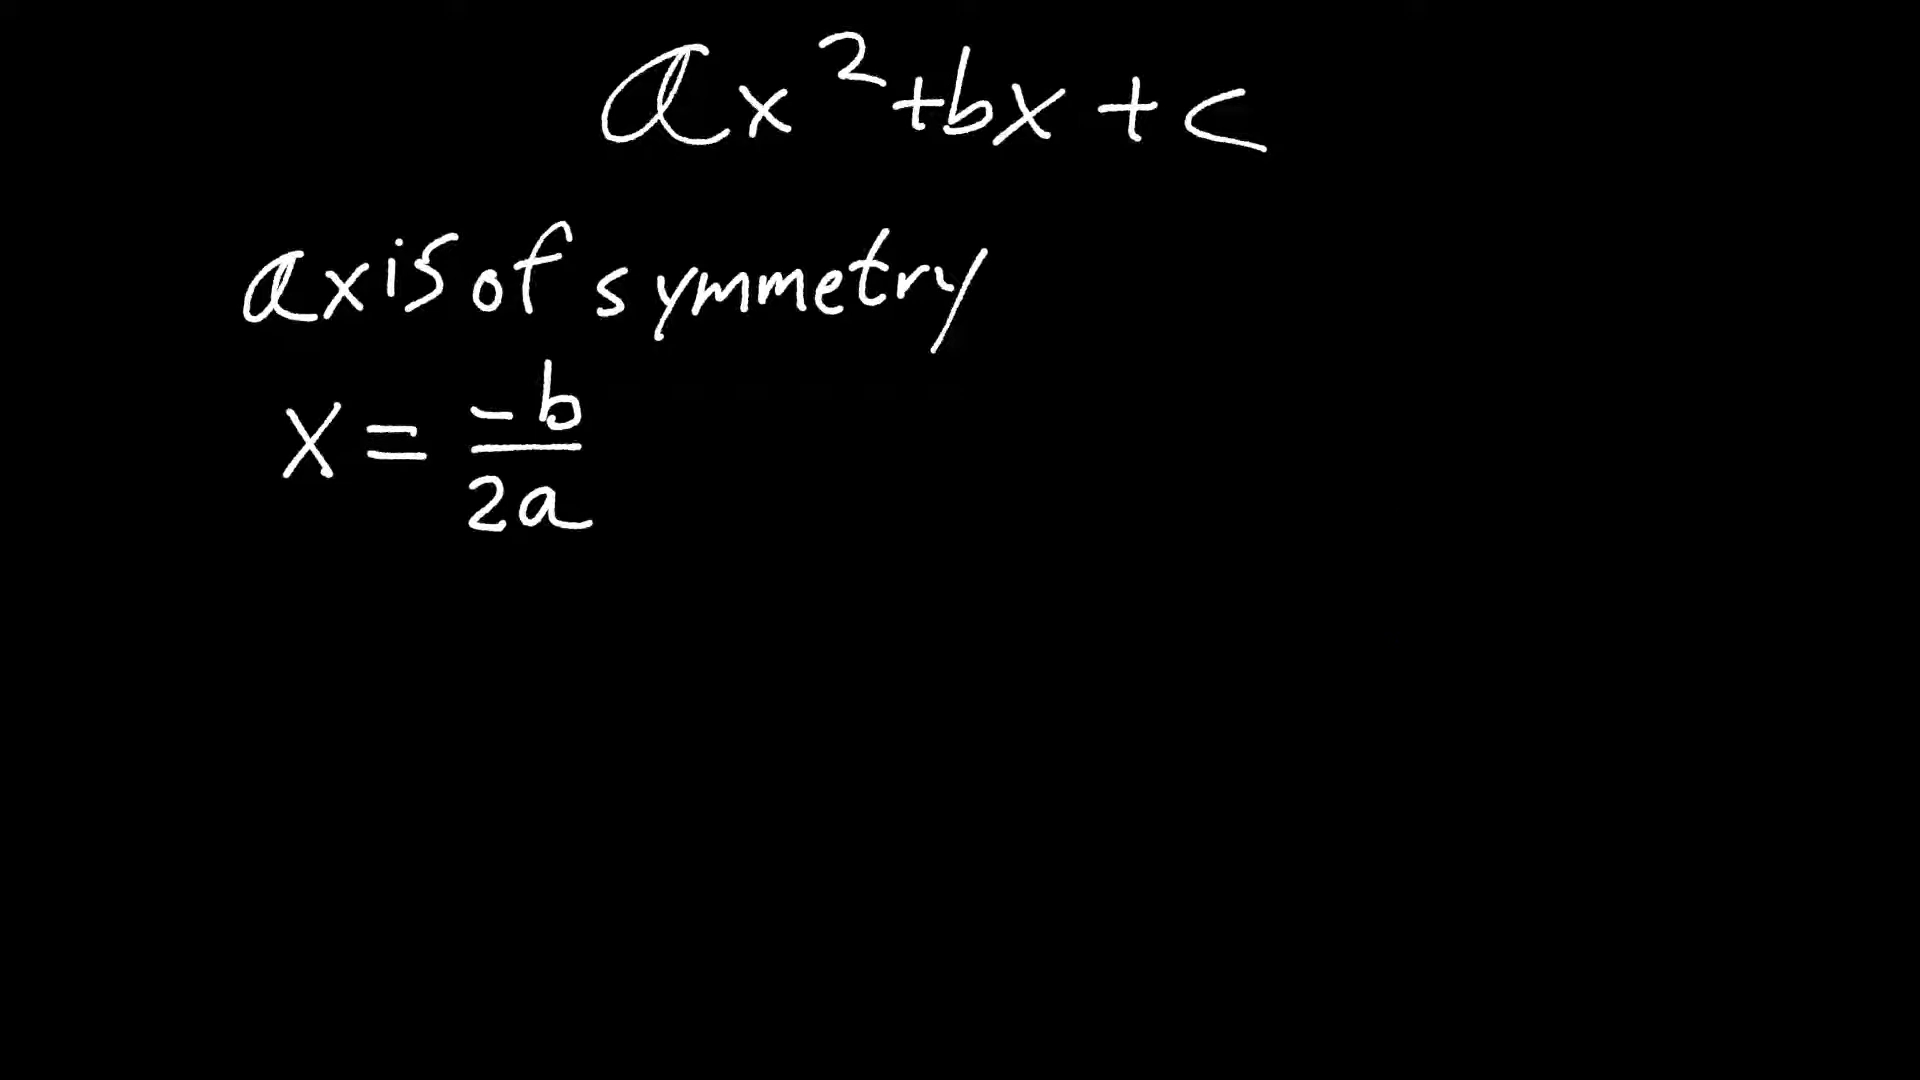 ax²+bx+c
axis of symmetry
x = -b/2a